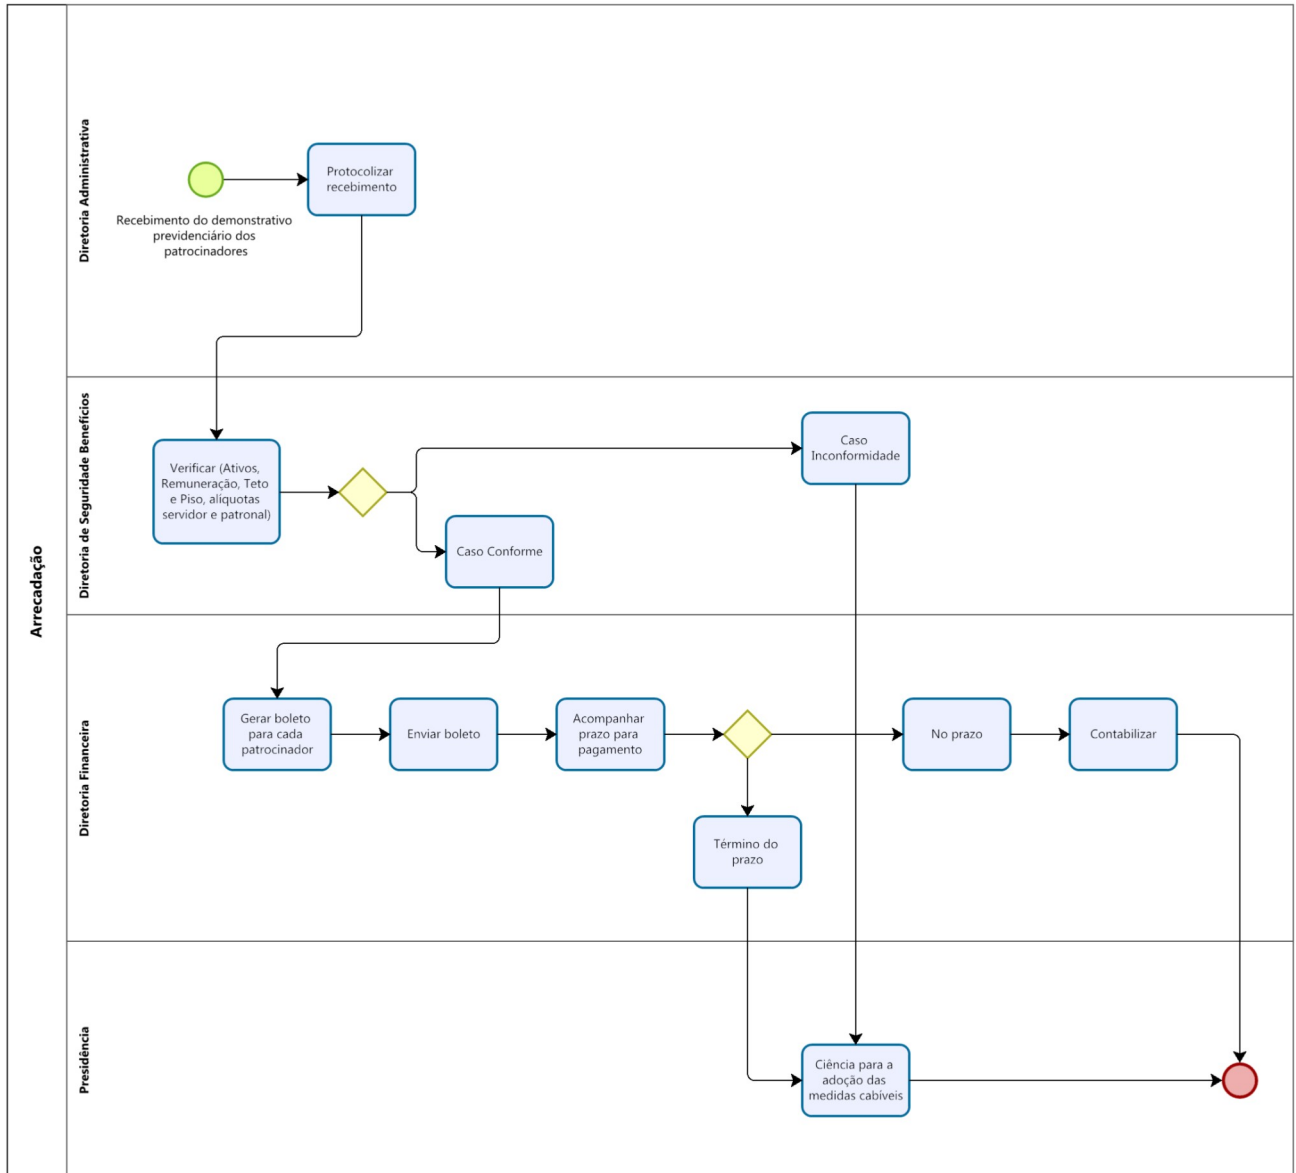 Arrecadação
Diretoria Administrativa
Recebimento do demonstrativo
previdenciário dos
patrocinadores
Protocolizar
recebimento
Diretoria de Seguridade Benefícios
Verificar (Ativos,
Remuneração, Teto
e Piso, alíquotas
servidor e patronal)
Caso Conforme
Caso
Inconformidade
Diretoria Financeira
Gerar boleto
para cada
patrocinador
Enviar boleto
Acompanhar
prazo para
pagamento
Término do
prazo
No prazo
Contabilizar
Presidência
Ciência para a
adoção das
medidas cabíveis